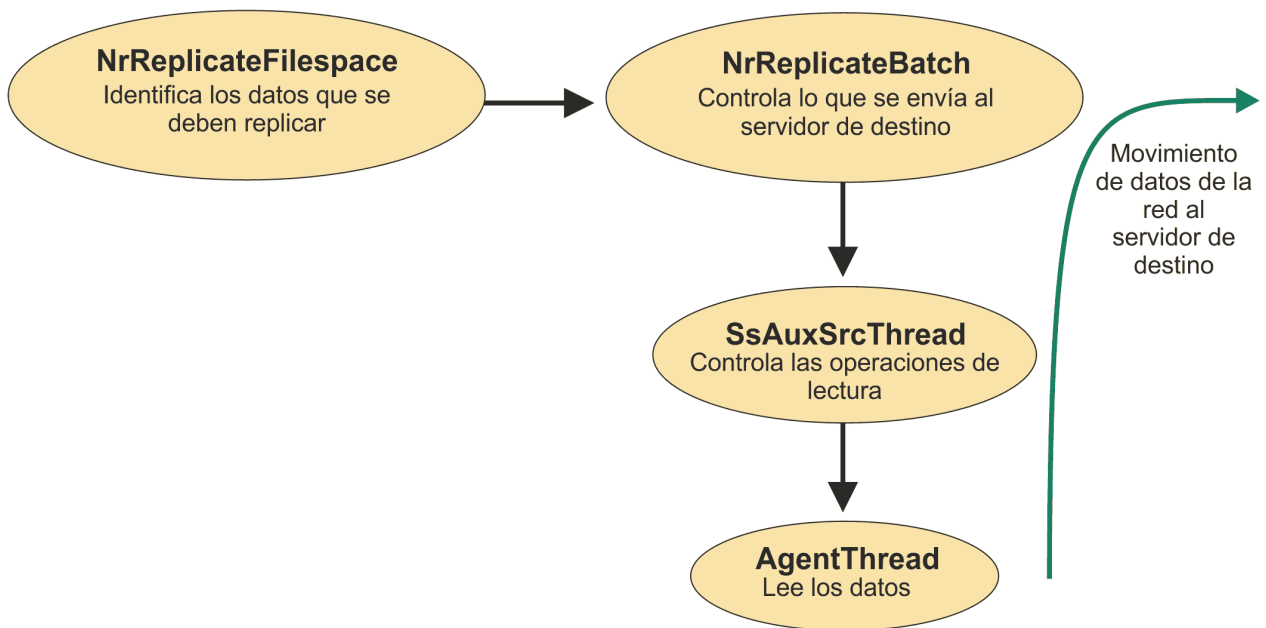 NrReplicateFilespace
Identifica los datos que se
deben replicar
NrReplicateBatch
Controla lo que se envía al
servidor de destino
Movimiento
de datos de la
red al
servidor de
destino
SsAuxSrcThread
Controla las operaciones de
lectura
AgentThread
Lee los datos